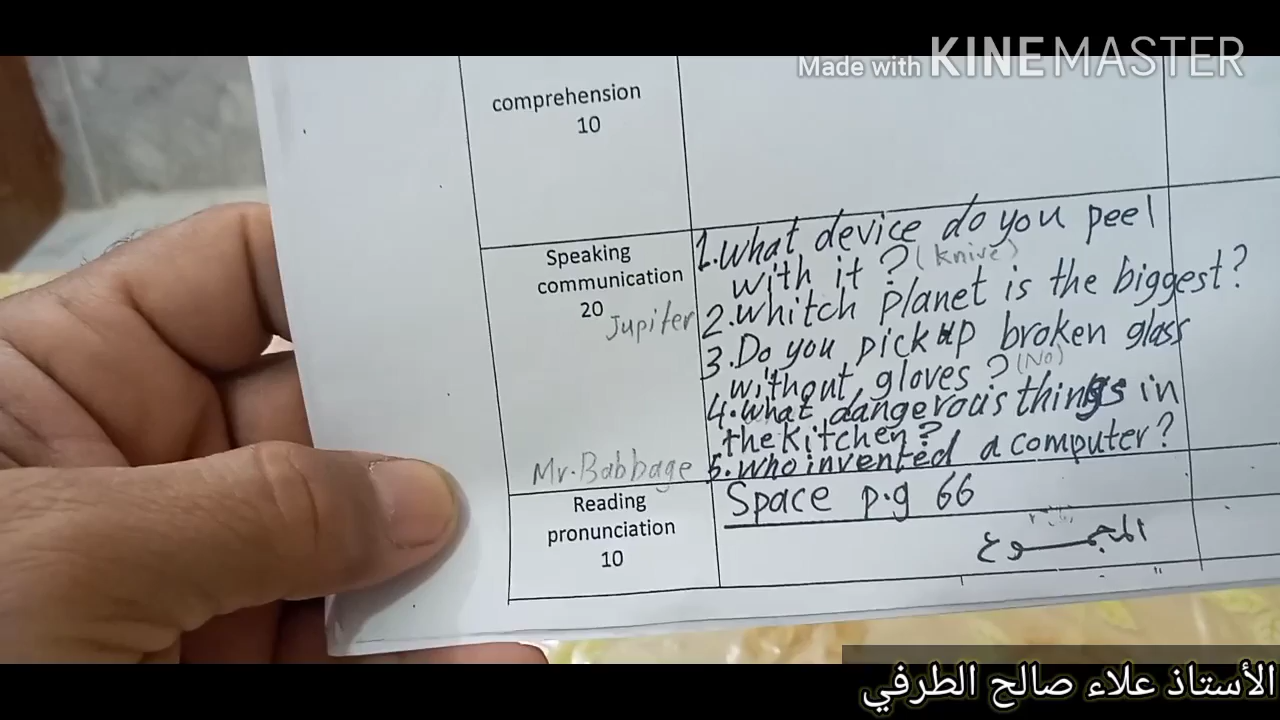 Made with KINEMASTER
comprehension
10
Speaking
communication
20
Jupiter
Mr. Babbage
1. What device do you peel
with it? (Knive)
2. Whitch planet is the biggest?
3. Do you pick up broken glass
without gloves? (No)
4. What dangerous things in
the kitchen?
5. Who invented a computer?
Reading
pronunciation
10
Space p.g 66
المجموع
الأستاذ علاء صالح الطرفي